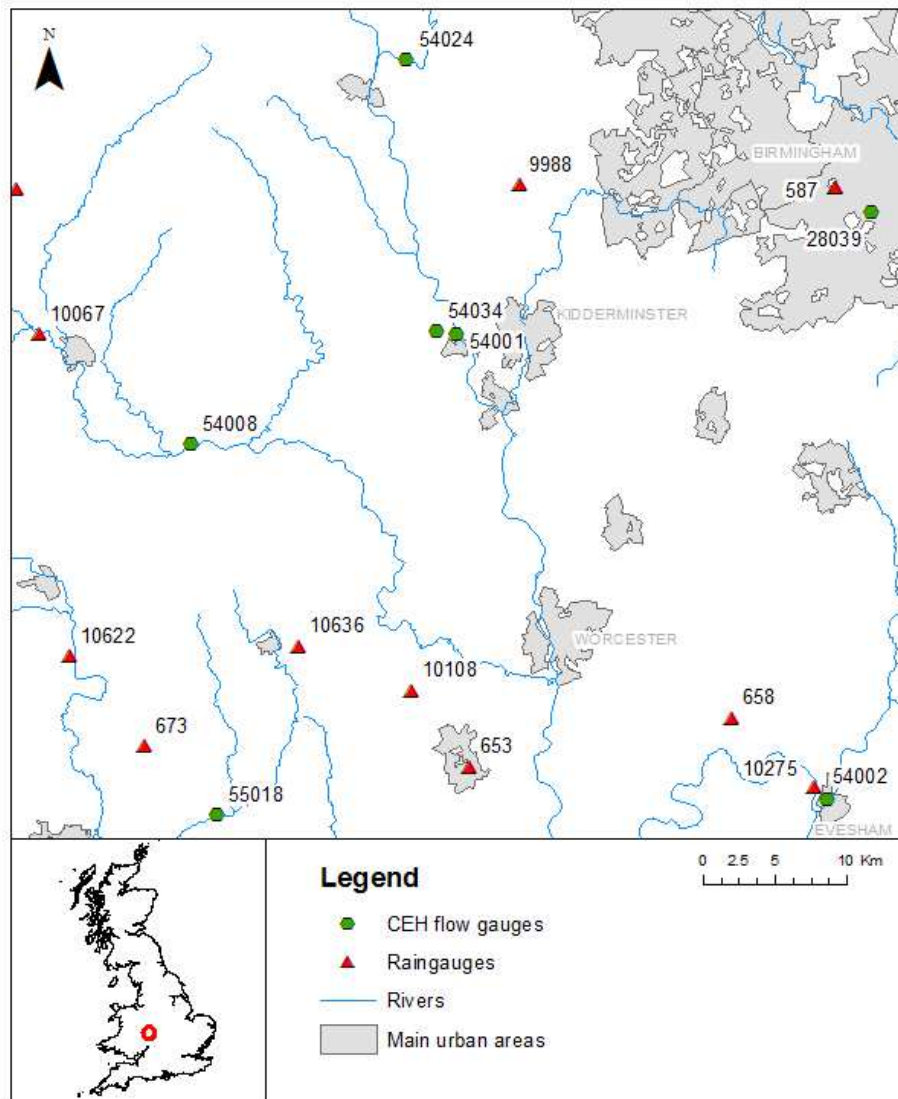 N
54024
9988
BIRMINGHAM
587
28039
10067
54034
KIDDERMINSTER
54001
54008
10622
10636
WORCESTER
10108
673
658
653
10275
54002
55018
EVESHAM
0 2.5 5 10 Km
Legend
CEH flow gauges
Raingauges
Rivers
Main urban areas